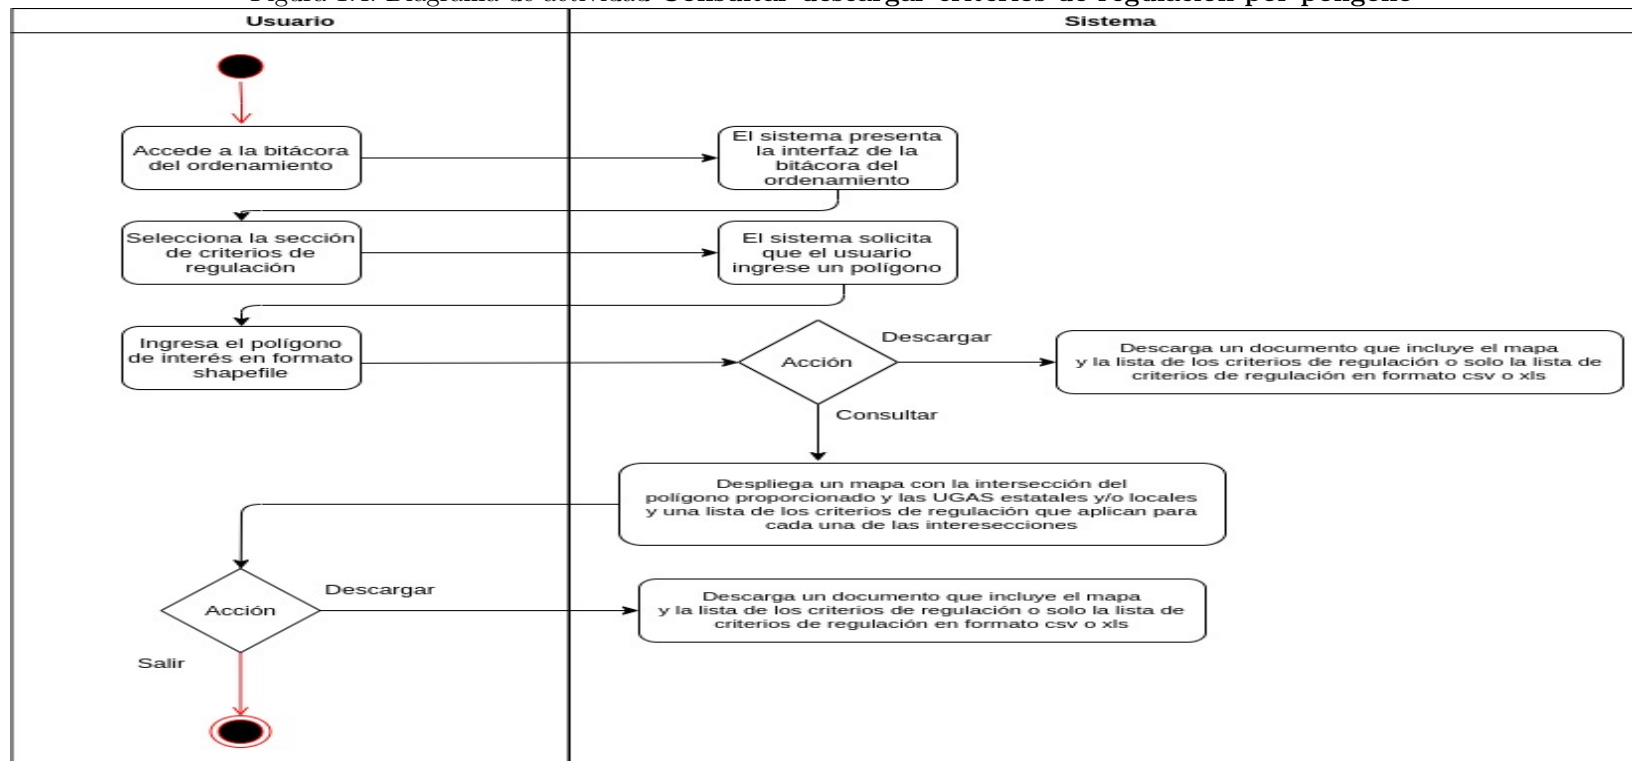 Usuario
Sistema
Accede a la bitácora
del ordenamiento
El sistema presenta
la interfaz de la
bitácora del
ordenamiento
Selecciona la sección
de criterios de
regulación
El sistema solicita
que el usuario
ingrese un polígono
Ingresa el polígono
de interés en formato
shapefile
Acción
Descargar
Descarga un documento que incluye el mapa
y la lista de los criterios de regulación o solo la lista de
criterios de regulación en formato csv o xls
Consultar
Despliega un mapa con la intersección del
polígono proporcionado y las UGAS estatales y/o locales
y una lista de los criterios de regulación que aplican para
cada una de las interesecciones
Acción
Descargar
Descarga un documento que incluye el mapa
y la lista de los criterios de regulación o solo la lista de
criterios de regulación en formato csv o xls
Salir